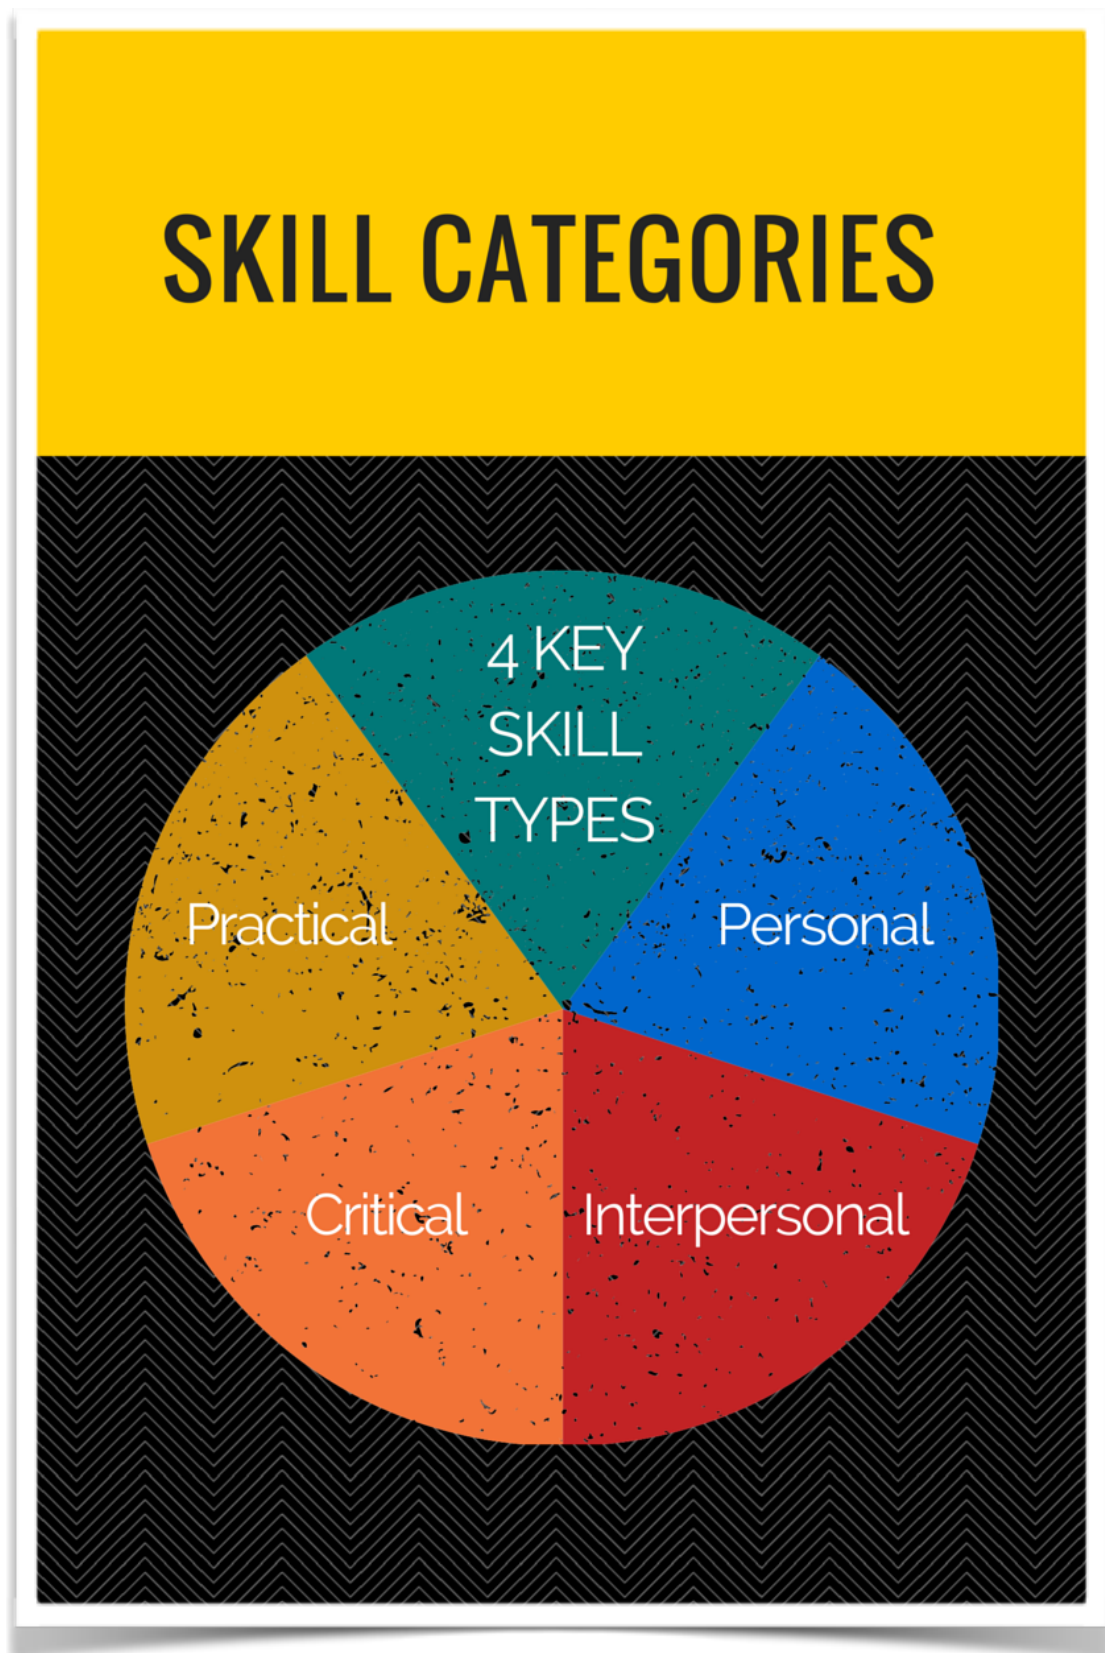 SKILL CATEGORIES
4 KEY
SKILL
TYPES
Practical
Personal
Critical
Interpersonal